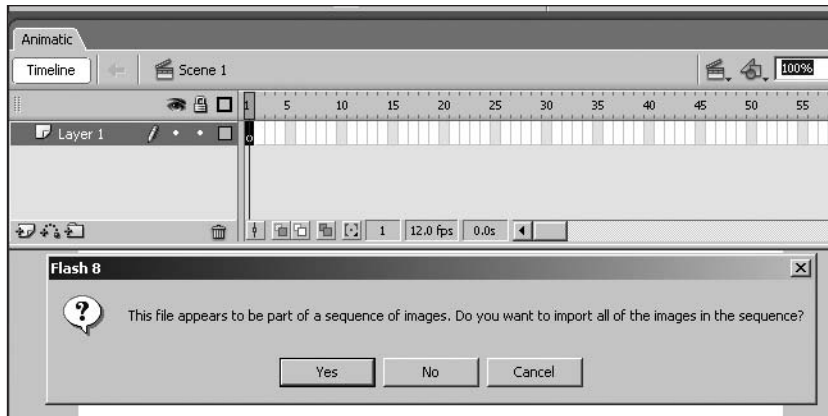 Animatic
Timeline Scene 1 100%
1 5 10 15 20 25 30 35 40 45 50 55
Layer 1
1 12.0 fps 0.0s
Flash 8
This file appears to be part of a sequence of images. Do you want to import all of the images in the sequence?
Yes No Cancel